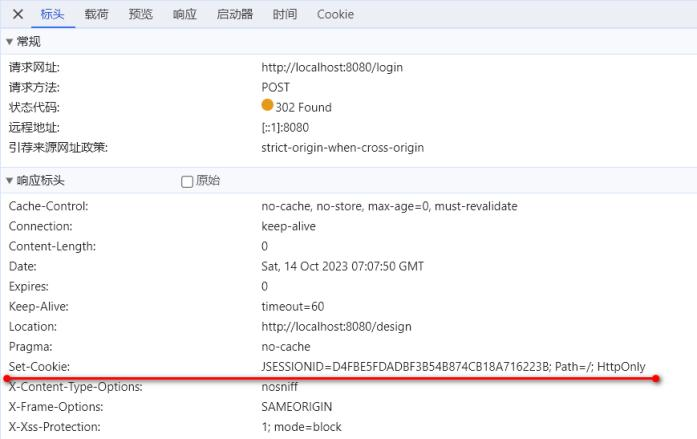 标头 载荷 预览 响应 启动器 时间 Cookie
常规
请求网址: http://localhost:8080/login
请求方法: POST
状态代码: 302 Found
远程地址: [::1]:8080
引荐来源网址政策: strict-origin-when-cross-origin
响应标头 原始
Cache-Control: no-cache, no-store, max-age=0, must-revalidate
Connection: keep-alive
Content-Length: 0
Date: Sat, 14 Oct 2023 07:07:50 GMT
Expires: 0
Keep-Alive: timeout=60
Location: http://localhost:8080/design
Pragma: no-cache
Set-Cookie: JSESSIONID=D4FBE5FDADBF3B54B874CB18A716223B; Path=/; HttpOnly
X-Content-Type-Options: nosniff
X-Frame-Options: SAMEORIGIN
X-Xss-Protection: 1; mode=block